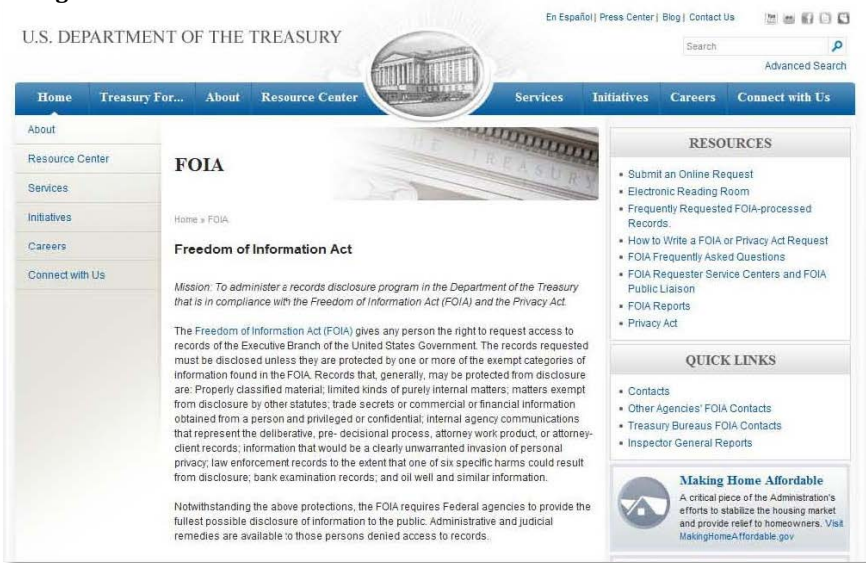 En Español | Press Center | Blog | Contact Us
U.S. DEPARTMENT OF THE TREASURY
Search
Advanced Search
Home Treasury For... About Resource Center Services Initiatives Careers Connect with Us
About
Resource Center
Services
Initiatives
Careers
Connect with Us
THE TREASURY
FOIA
Home » FOIA
Freedom of Information Act
Mission: To administer a records disclosure program in the Department of the Treasury
that is in compliance with the Freedom of Information Act (FOIA) and the Privacy Act.
The Freedom of Information Act (FOIA) gives any person the right to request access to
records of the Executive Branch of the United States Government. The records requested
must be disclosed unless they are protected by one or more of the exempt categories of
information found in the FOIA. Records that, generally, may be protected from disclosure
are: Properly classified material; limited kinds of purely internal matters; matters exempt
from disclosure by other statutes; trade secrets or commercial or financial information
obtained from a person and privileged or confidential; internal agency communications
that represent the deliberative, pre- decisional process, attorney work product, or attorney-
client records; information that would be a clearly unwarranted invasion of personal
privacy; law enforcement records to the extent that one of six specific harms could result
from disclosure; bank examination records; and oil well and similar information.
Notwithstanding the above protections, the FOIA requires Federal agencies to provide the
fullest possible disclosure of information to the public. Administrative and judicial
remedies are available to those persons denied access to records.
RESOURCES
Submit an Online Request
Electronic Reading Room
Frequently Requested FOIA-processed
Records.
How to Write a FOIA or Privacy Act Request
FOIA Frequently Asked Questions
FOIA Requester Service Centers and FOIA
Public Liaison
FOIA Reports
Privacy Act
QUICK LINKS
Contacts
Other Agencies' FOIA Contacts
Treasury Bureaus FOIA Contacts
Inspector General Reports
Making Home Affordable
A critical piece of the Administration's
efforts to stabilize the housing market
and provide relief to homeowners. Visit
MakingHomeAffordable.gov